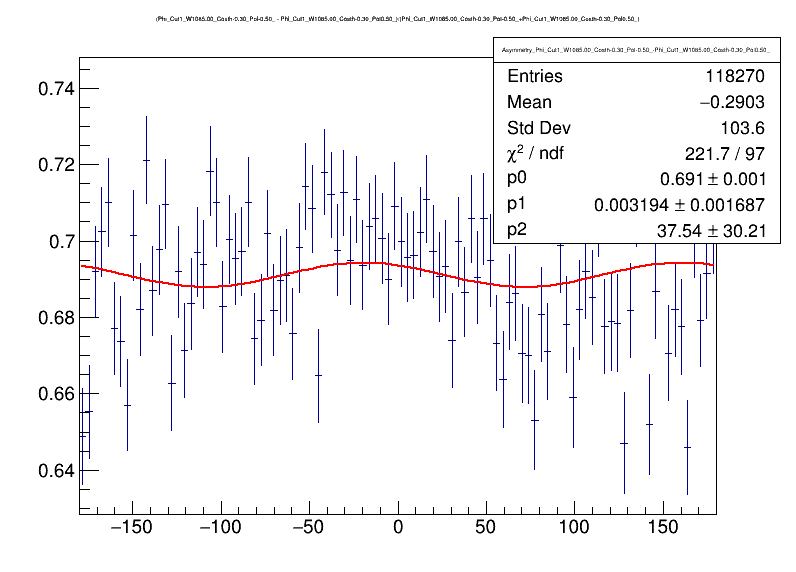 (Phi_Cut1_W1085.00_Costh-0.30_Pol-0.50_ - Phi_Cut1_W1085.00_Costh-0.30_Pol0.50_)/(Phi_Cut1_W1085.00_Costh-0.30_Pol-0.50_+Phi_Cut1_W1085.00_Costh-0.30_Pol0.50_)
Asymmetry_Phi_Cut1_W1085.00_Costh-0.30_Pol-0.50_-Phi_Cut1_W1085.00_Costh-0.30_Pol0.50_
Entries 118270
Mean −0.2903
Std Dev 103.6
χ² / ndf 221.7 / 97
p0 0.691 ± 0.001
p1 0.003194 ± 0.001687
p2 37.54 ± 30.21
0.74
0.72
0.7
0.68
0.66
0.64
−150 −100 −50 0 50 100 150